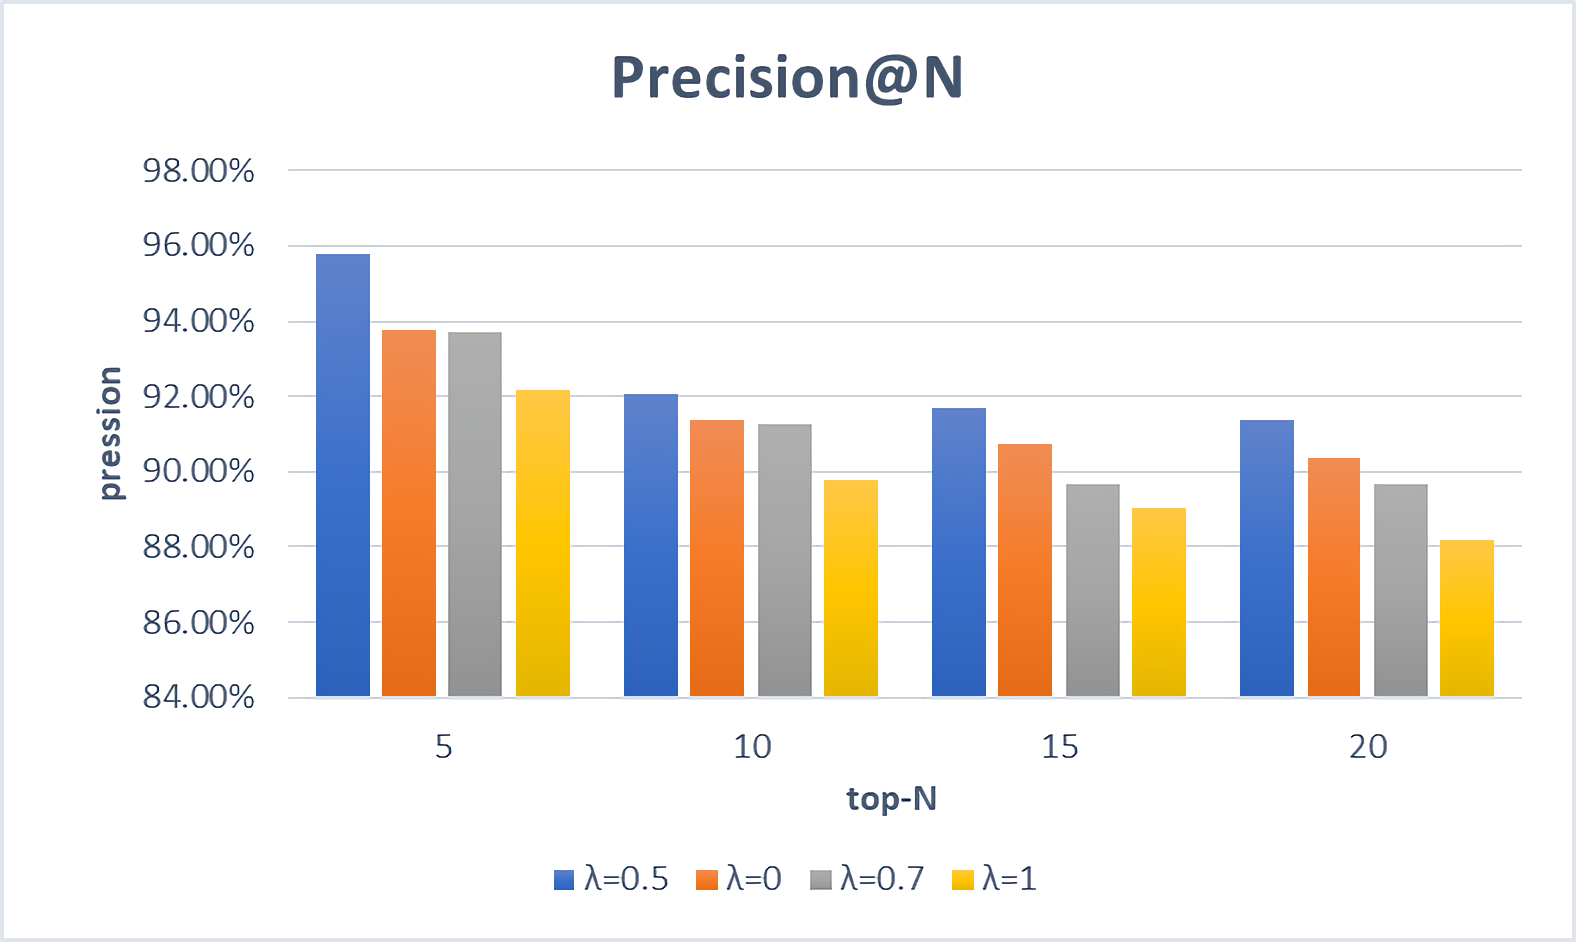 Precision@N
98.00%
96.00%
94.00%
92.00%
90.00%
88.00%
86.00%
84.00%
pression
5 10 15 20
top-N
λ=0.5 λ=0 λ=0.7 λ=1